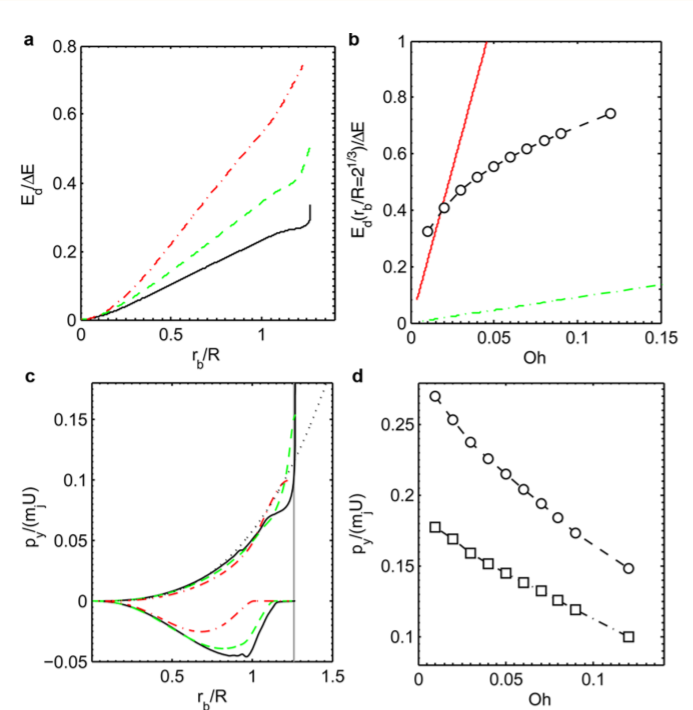 a
0.8
0.6
0.4
0.2
0
E_d/ΔE
0 0.5 1
r_b/R
b
1
0.8
0.6
0.4
0.2
0
E_d(r_b/R=2^{1/3})/ΔE
0 0.05 0.1 0.15
Oh
c
0.15
0.1
0.05
0
−0.05
p_y/(m_jU)
0.5 1 1.5
r_b/R
d
0.25
0.2
0.15
0.1
p_y/(m_jU)
0 0.05 0.1
Oh